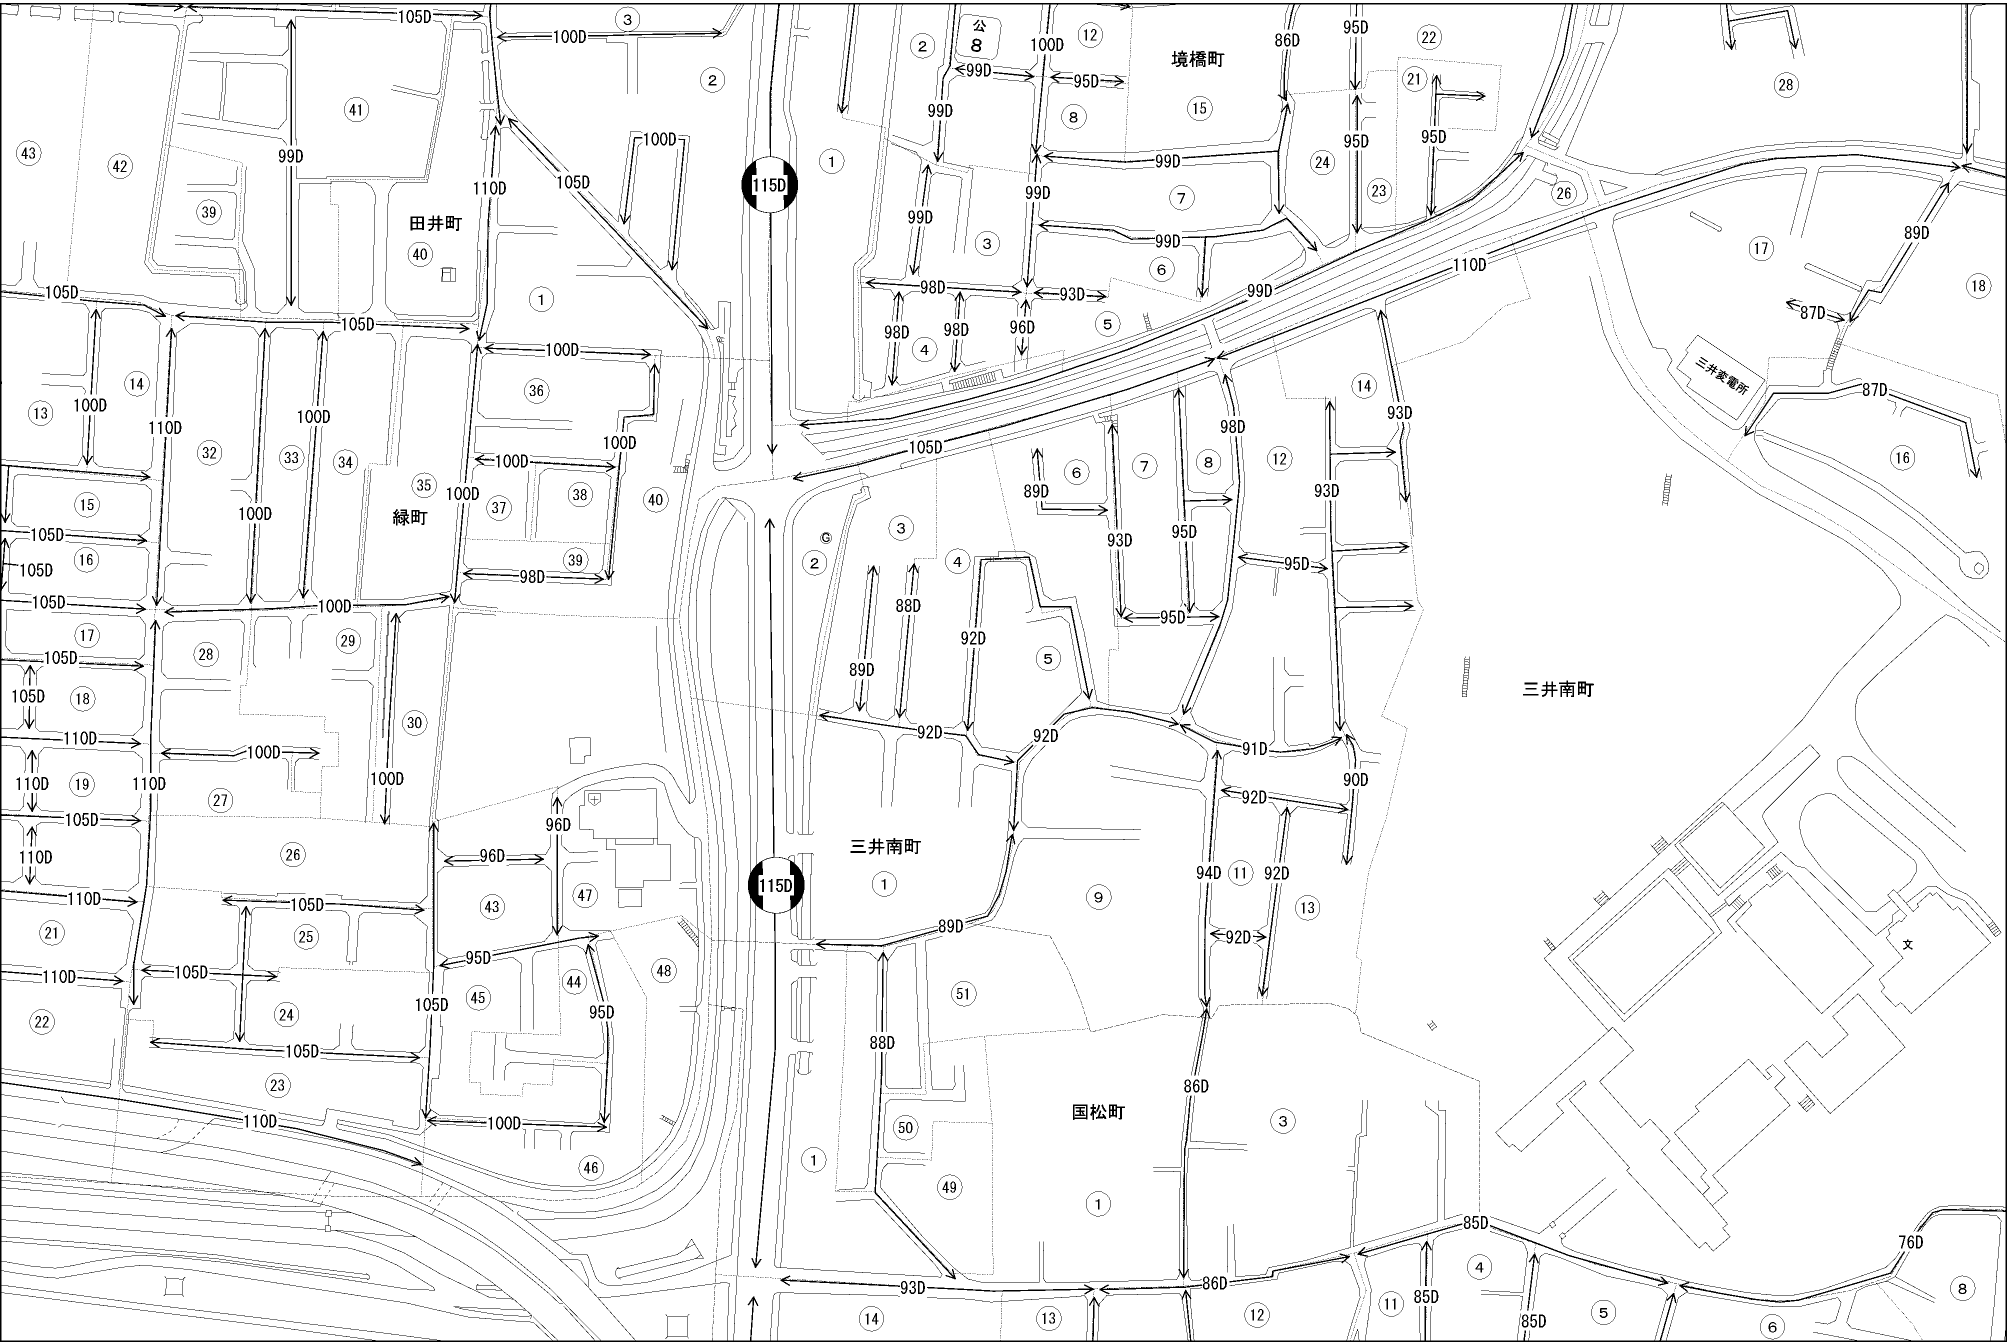 105D
③
100D
②
公
8
②
100D
⑫
境橋町
86D
95D
㉒
99D
95D
㉑
㉘
㊸
㊷
㊶
99D
110D
105D
100D
115D
①
99D
⑧
⑮
99D
99D
㉔
95D
㉓
95D
㉖
㊴
田井町
㊵
99D
③
⑦
99D
⑥
110D
⑰
89D
⑱
105D
105D
①
98D
93D
99D
98D
98D
96D
⑤
④
87D
三井変電所
⑬
⑭
100D
110D
㉜
㉝
100D
㉞
㉟
100D
㊱
100D
⑭
93D
87D
⑯
105D
98D
⑥
⑦
⑧
⑫
100D
100D
100D
㊲
㊳
㊵
89D
93D
⑮
緑町
105D
⑯
105D
G
③
②
④
93D
95D
95D
㊴
98D
105D
100D
⑰
㉘
㉙
105D
88D
92D
⑤
95D
89D
105D
⑱
㉚
三井南町
110D
100D
92D
92D
91D
90D
110D
⑲
110D
㉗
100D
92D
105D
96D
三井南町
110D
㉖
96D
115D
①
94D
⑪
92D
110D
105D
㊸
㊼
⑨
⑬
㉑
㉕
89D
92D
文
110D
105D
95D
㊹
㊽
㉒
㉔
105D
㊺
95D
51
105D
88D
㉓
86D
110D
100D
50
国松町
③
㊻
①
㊾
①
85D
76D
93D
86D
④
⑧
⑭
⑬
⑫
⑪
85D
85D
⑤
⑥